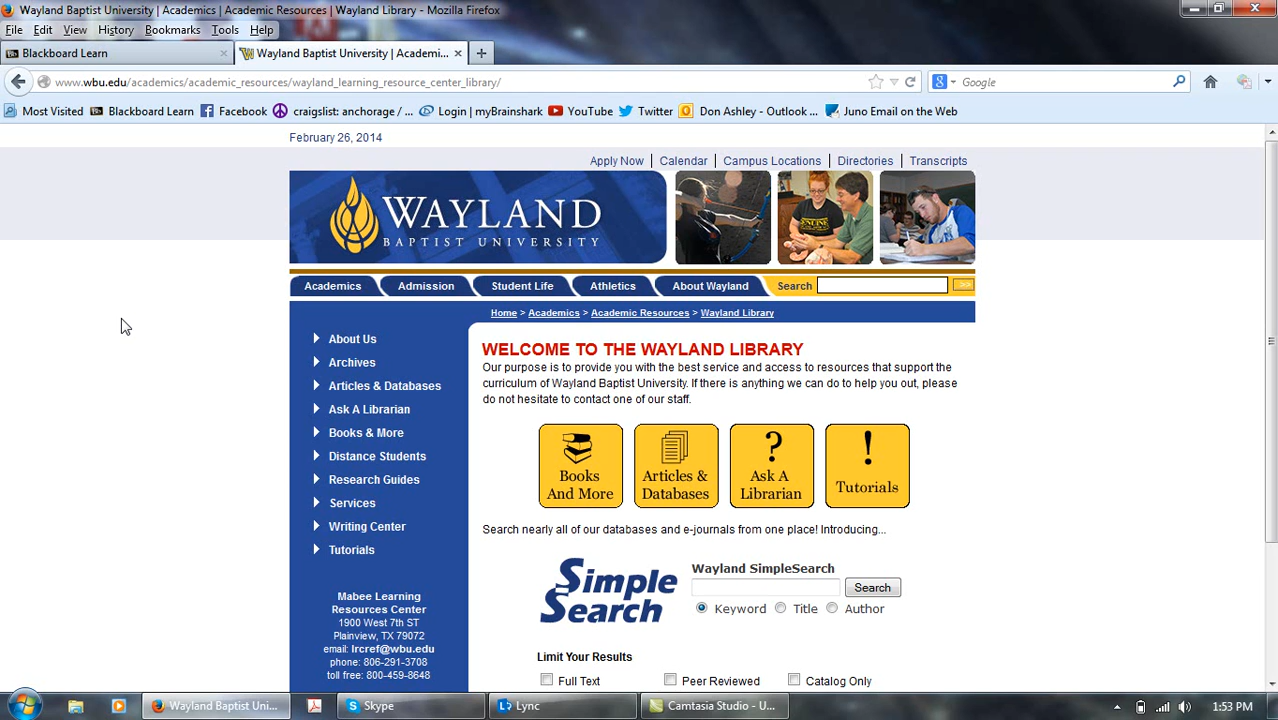 Wayland Baptist University | Academics | Academic Resources | Wayland Library - Mozilla Firefox
File Edit View History Bookmarks Tools Help
Blackboard Learn × Wayland Baptist University | Academi... × +
www.wbu.edu/academics/academic_resources/wayland_learning_resource_center_library/ Google
Most Visited Blackboard Learn Facebook craigslist: anchorage /... Login | myBrainshark YouTube Twitter Don Ashley - Outlook ... Juno Email on the Web
February 26, 2014
Apply Now | Calendar | Campus Locations | Directories | Transcripts
WAYLAND
BAPTIST UNIVERSITY
Academics Admission Student Life Athletics About Wayland Search >>
Home > Academics > Academic Resources > Wayland Library
About Us
Archives
Articles & Databases
Ask A Librarian
Books & More
Distance Students
Research Guides
Services
Writing Center
Tutorials
Mabee Learning
Resources Center
1900 West 7th ST
Plainview, TX 79072
email: lrcref@wbu.edu
phone: 806-291-3708
toll free: 800-459-8648
WELCOME TO THE WAYLAND LIBRARY
Our purpose is to provide you with the best service and access to resources that support the
curriculum of Wayland Baptist University. If there is anything we can do to help you out, please
do not hesitate to contact one of our staff.
Books
And More
Articles &
Databases
?
Ask A
Librarian
!
Tutorials
Search nearly all of our databases and e-journals from one place! Introducing...
Simple
Search
Wayland SimpleSearch
Search
Keyword Title Author
Limit Your Results
Full Text Peer Reviewed Catalog Only
Wayland Baptist Uni... Skype Lync Camtasia Studio - U... 1:53 PM